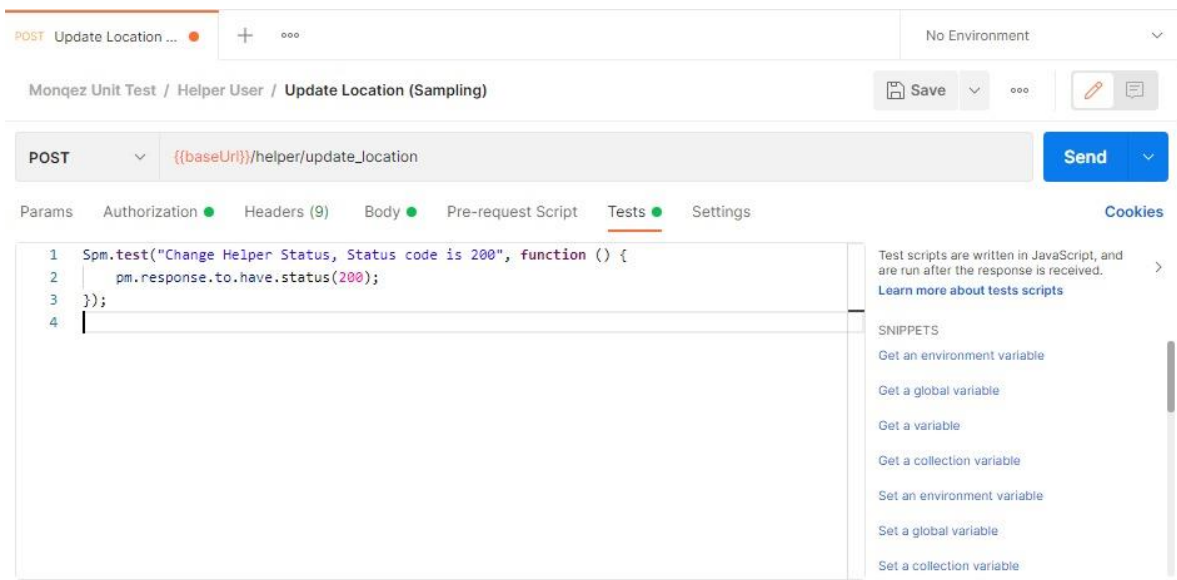 POST Update Location ...
No Environment
Monqez Unit Test / Helper User / Update Location (Sampling)
Save
POST
{{baseUrl}}/helper/update_location
Send
Params Authorization Headers (9) Body Pre-request Script Tests Settings Cookies
1 Spm.test("Change Helper Status, Status code is 200", function () {
2 pm.response.to.have.status(200);
3 });
4
Test scripts are written in JavaScript, and
are run after the response is received.
Learn more about tests scripts
SNIPPETS
Get an environment variable
Get a global variable
Get a variable
Get a collection variable
Set an environment variable
Set a global variable
Set a collection variable